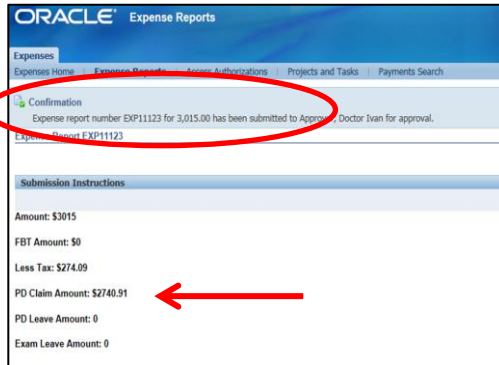 ORACLE Expense Reports
Expenses
Expenses Home | Expense Reports | Access Authorizations | Projects and Tasks | Payments Search
Confirmation
Expense report number EXP11123 for 3,015.00 has been submitted to Approver, Doctor Ivan for approval.
Expense Report EXP11123
Submission Instructions
Amount: $3015
FBT Amount: $0
Less Tax: $274.09
PD Claim Amount: $2740.91
PD Leave Amount: 0
Exam Leave Amount: 0